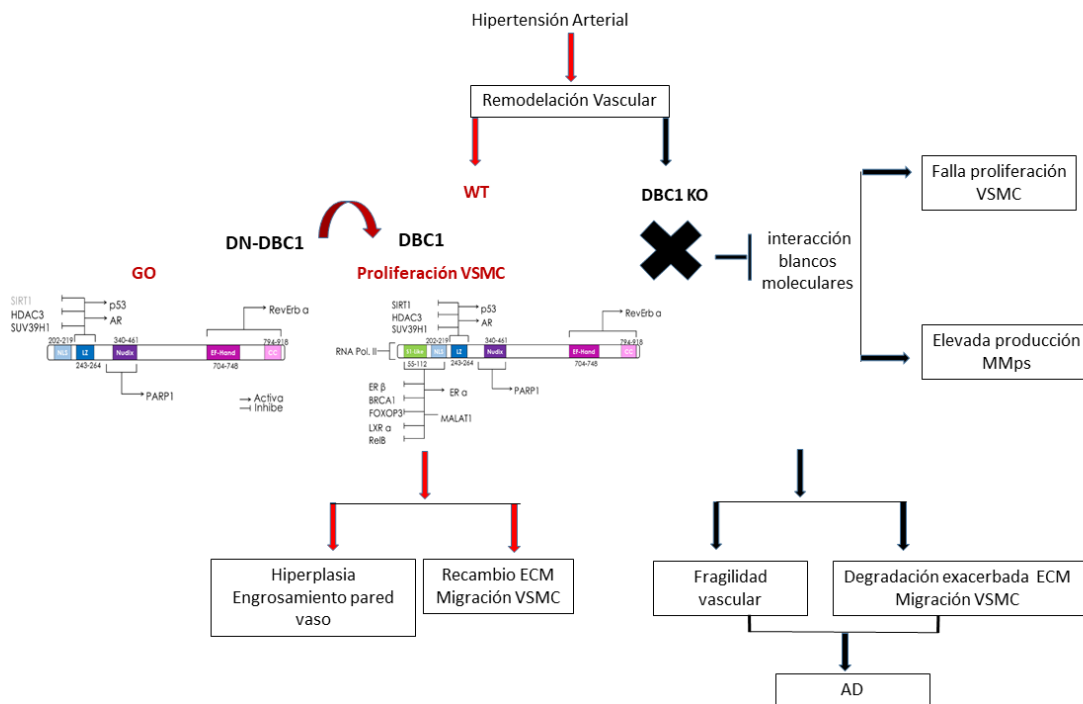 Hipertensión Arterial
Remodelación Vascular
WT
DBC1 KO
DN-DBC1
DBC1
GO
Proliferación VSMC
interacción
blancos
moleculares
Falla proliferación
VSMC
Elevada producción
MMps
SIRT1
HDAC3
SUV39H1
p53
AR
RevErb α
202-219
340-461
794-918
NLS
LZ
Nudix
EF-Hand
CC
243-264
704-748
PARP1
Activa
Inhibe
SIRT1
HDAC3
SUV39H1
p53
AR
RevErb α
202-219
340-461
794-918
RNA Pol. II
S1-Like
NLS
LZ
Nudix
EF-Hand
CC
55-112
243-264
704-748
ER β
BRCA1
FOXOP3
LXR α
RelB
ER α
MALAT1
PARP1
Hiperplasia
Engrosamiento pared
vaso
Recambio ECM
Migración VSMC
Fragilidad
vascular
Degradación exacerbada ECM
Migración VSMC
AD